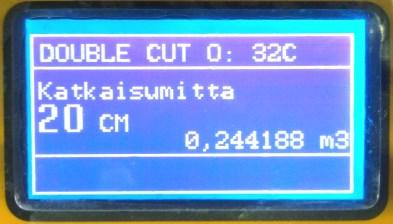 DOUBLE CUT O: 32C
Katkaisumitta
20 CM
0,244188 m3